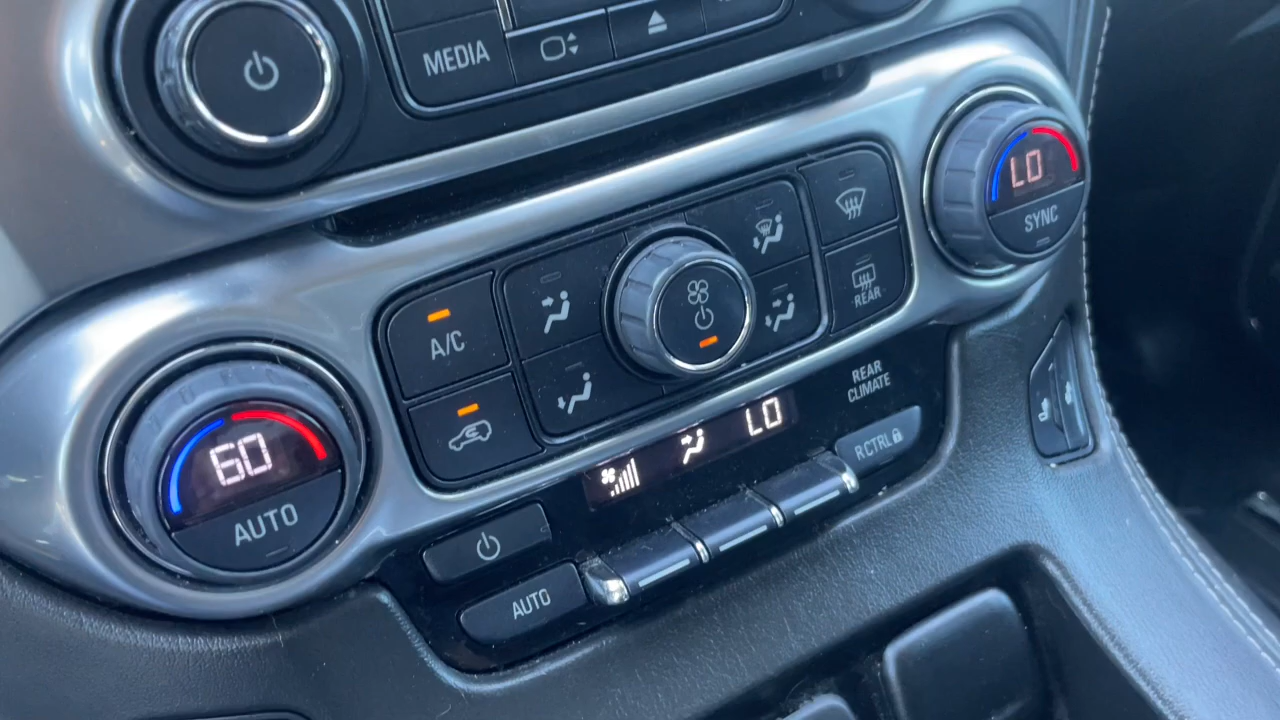 MEDIA
LO
SYNC
A/C
REAR
REAR
CLIMATE
LO
RCTRL
60
AUTO
AUTO